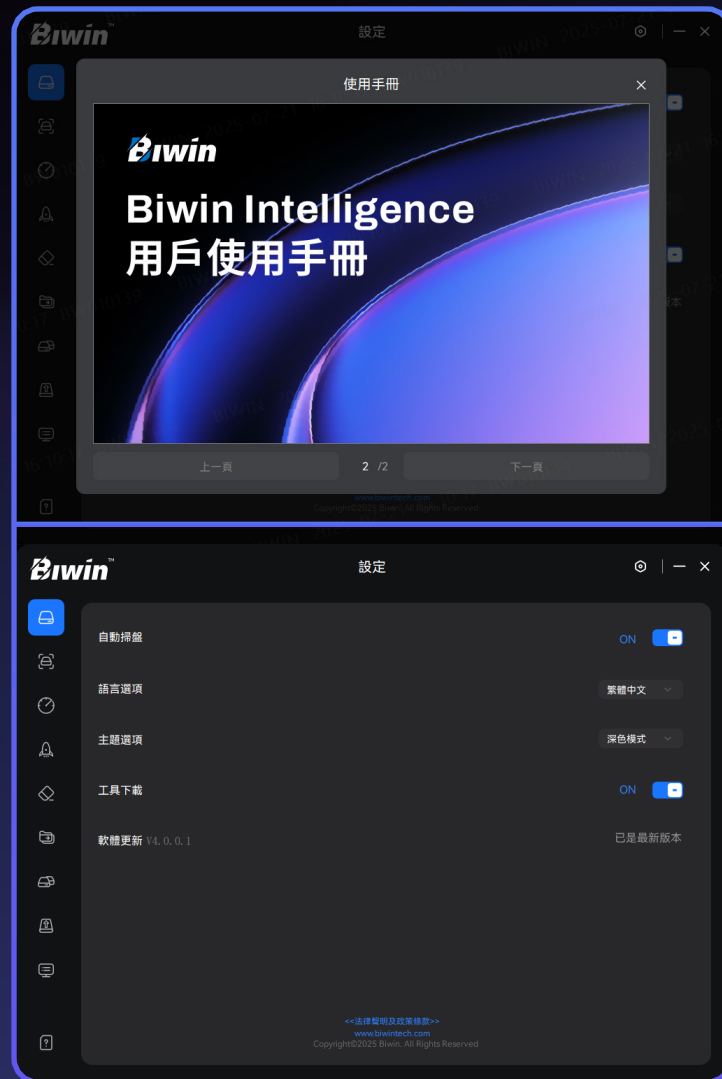 Biwin™
設定
使用手冊
Biwin
Biwin Intelligence
用戶使用手冊
版本
上一頁
2 /2
下一頁
www.biwintech.com
Copyright©2025 Biwin. All Rights Reserved
Biwin™
設定
自動掃盤
ON
語言選項
繁體中文
主題選項
深色模式
工具下載
ON
軟體更新 V4.0.0.1
已是最新版本
<<法律聲明及政策條款>>
www.biwintech.com
Copyright©2025 Biwin. All Rights Reserved